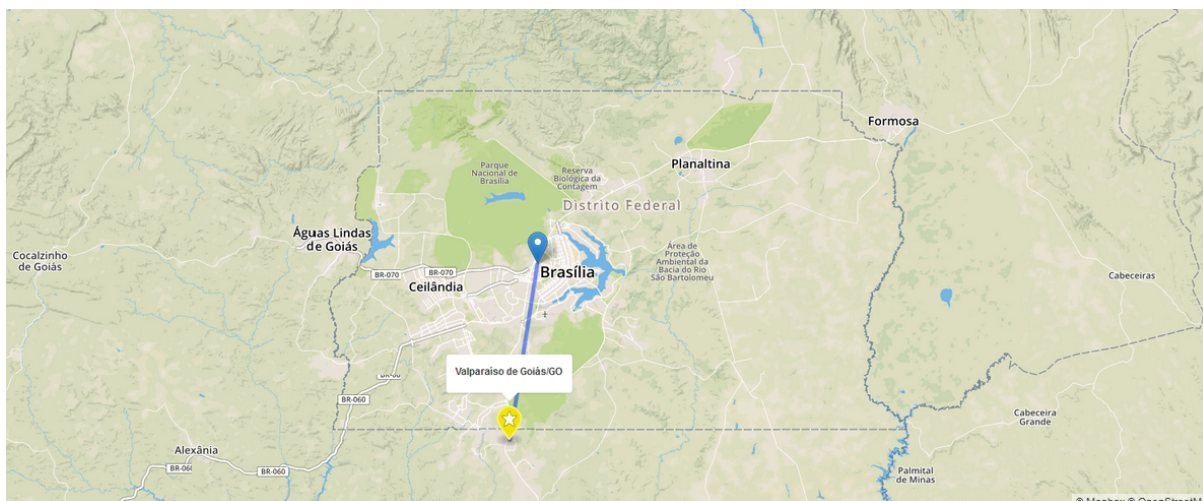 Formosa
Planaltina
Parque
Nacional de
Brasília
Reserva
Biológica da
Contagem
Distrito Federal
Águas Lindas
de Goiás
Cocalzinho
de Goiás
Área de
Proteção
Ambiental da
Bacia do Rio
São Bartolomeu
BR-070
BR-070
Brasília
Ceilândia
Cabeceiras
Valparaíso de Goiás/GO
BR-060
BR-060
Cabeceira
Grande
Alexânia
BR-060
Palmital
de Minas
© Mapbox © OpenStreetM